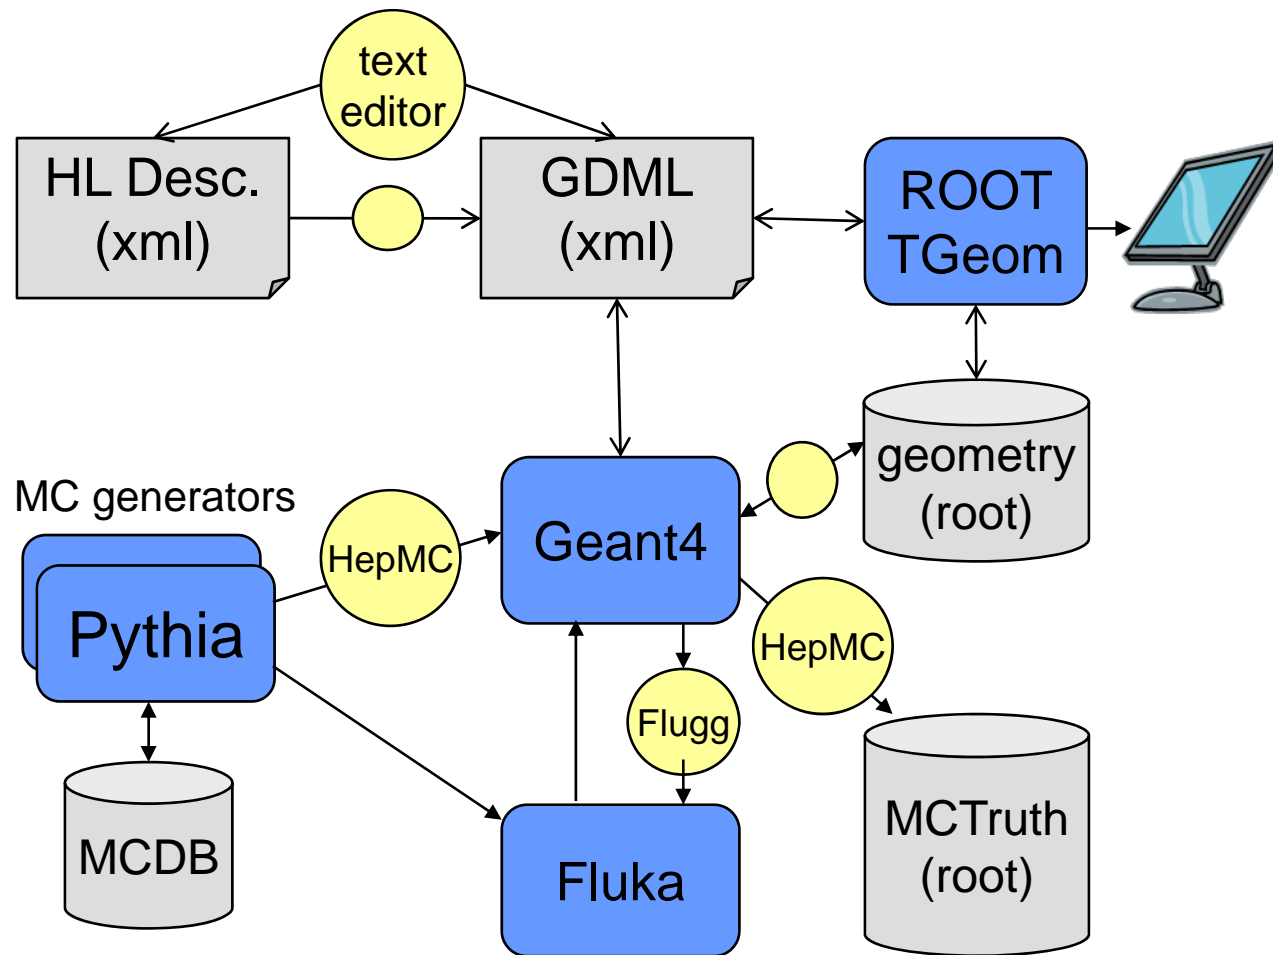 text
editor
HL Desc.
(xml)
GDML
(xml)
ROOT
TGeom
geometry
(root)
MC generators
HepMC
Geant4
Pythia
HepMC
Flugg
MCDB
Fluka
MCTruth
(root)